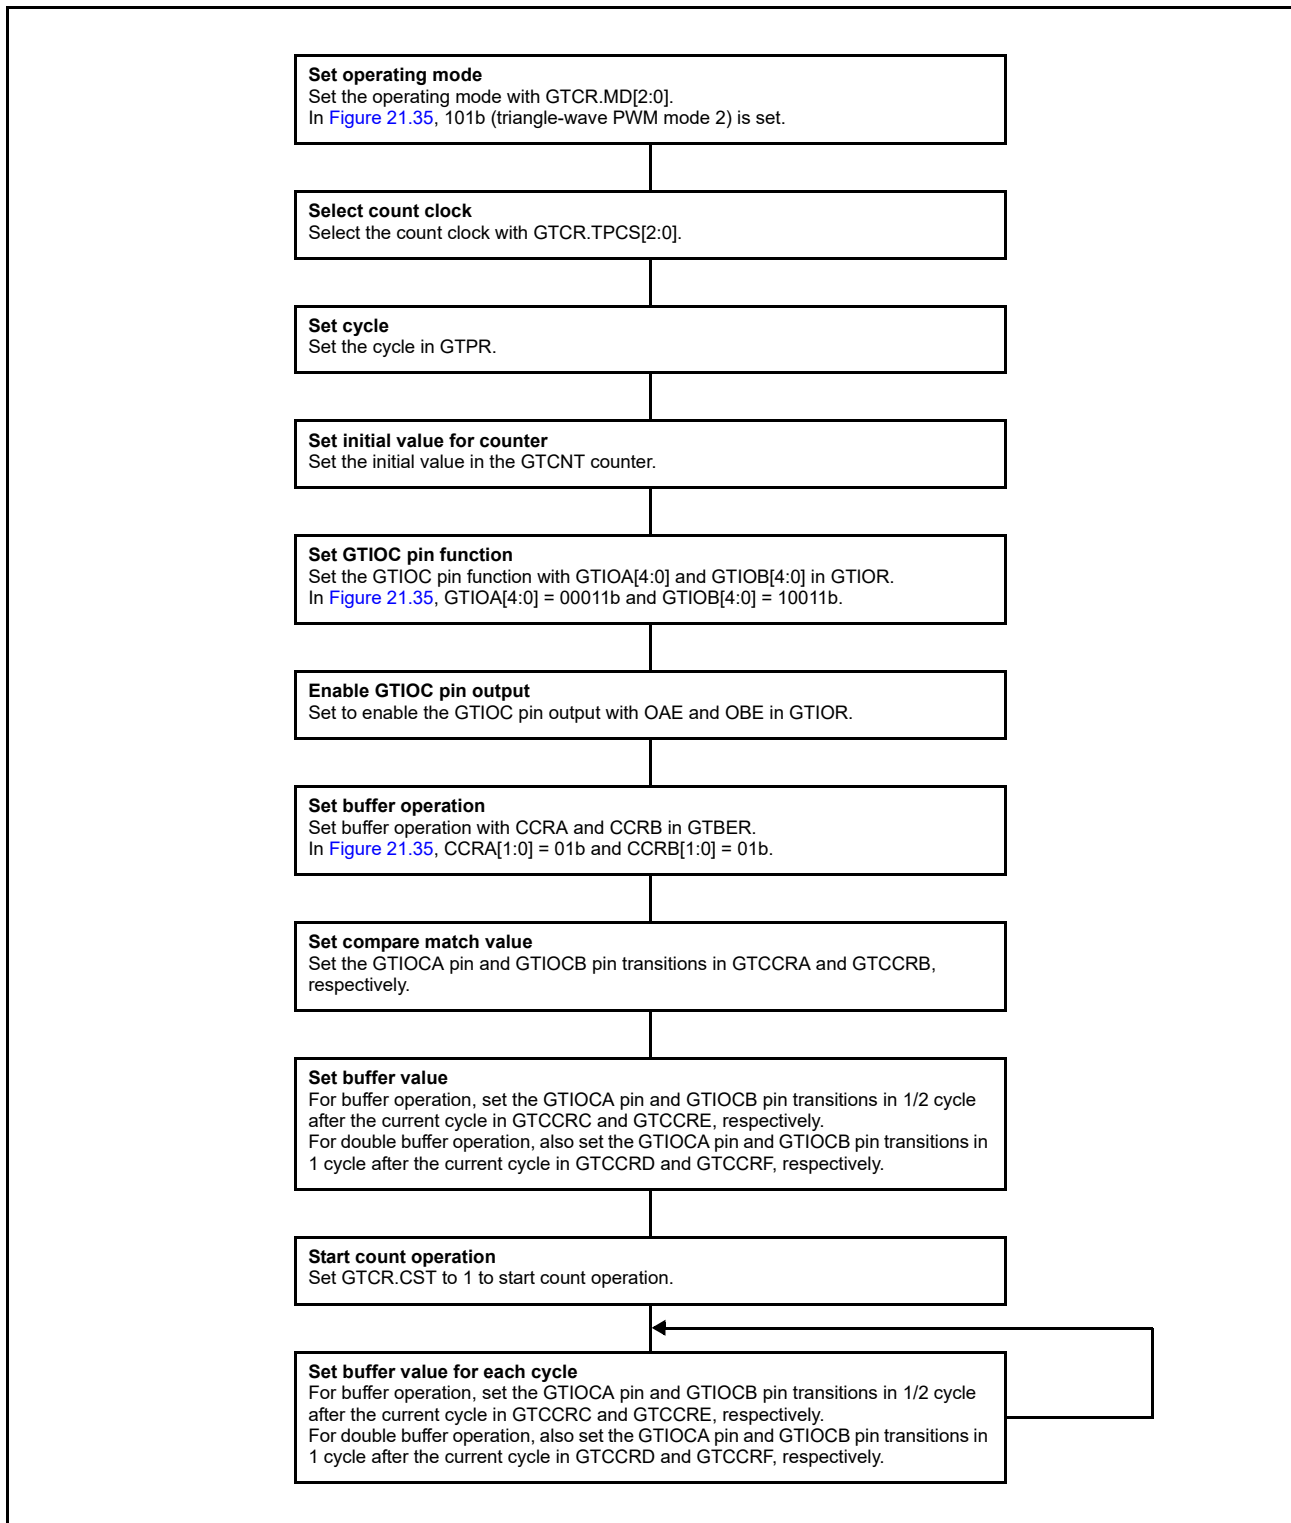 Set operating mode
Set the operating mode with GTCR.MD[2:0].
In Figure 21.35, 101b (triangle-wave PWM mode 2) is set.
Select count clock
Select the count clock with GTCR.TPCS[2:0].
Set cycle
Set the cycle in GTPR.
Set initial value for counter
Set the initial value in the GTCNT counter.
Set GTIOC pin function
Set the GTIOC pin function with GTIOA[4:0] and GTIOB[4:0] in GTIOR.
In Figure 21.35, GTIOA[4:0] = 00011b and GTIOB[4:0] = 10011b.
Enable GTIOC pin output
Set to enable the GTIOC pin output with OAE and OBE in GTIOR.
Set buffer operation
Set buffer operation with CCRA and CCRB in GTBER.
In Figure 21.35, CCRA[1:0] = 01b and CCRB[1:0] = 01b.
Set compare match value
Set the GTIOCA pin and GTIOCB pin transitions in GTCCRA and GTCCRB,
respectively.
Set buffer value
For buffer operation, set the GTIOCA pin and GTIOCB pin transitions in 1/2 cycle
after the current cycle in GTCCRC and GTCCRE, respectively.
For double buffer operation, also set the GTIOCA pin and GTIOCB pin transitions in
1 cycle after the current cycle in GTCCRD and GTCCRF, respectively.
Start count operation
Set GTCR.CST to 1 to start count operation.
Set buffer value for each cycle
For buffer operation, set the GTIOCA pin and GTIOCB pin transitions in 1/2 cycle
after the current cycle in GTCCRC and GTCCRE, respectively.
For double buffer operation, also set the GTIOCA pin and GTIOCB pin transitions in
1 cycle after the current cycle in GTCCRD and GTCCRF, respectively.